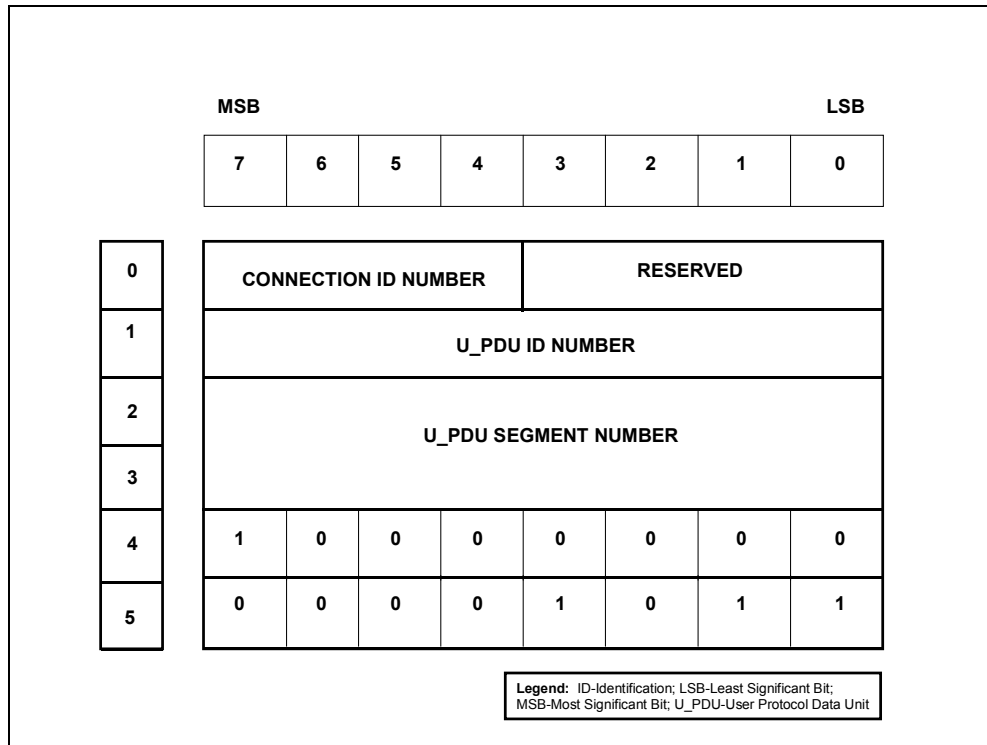 MSB LSB
7 6 5 4 3 2 1 0
0 CONNECTION ID NUMBER RESERVED
1 U_PDU ID NUMBER
2
U_PDU SEGMENT NUMBER
3
4 1 0 0 0 0 0 0 0
5 0 0 0 0 1 0 1 1
Legend: ID-Identification; LSB-Least Significant Bit;
MSB-Most Significant Bit; U_PDU-User Protocol Data Unit